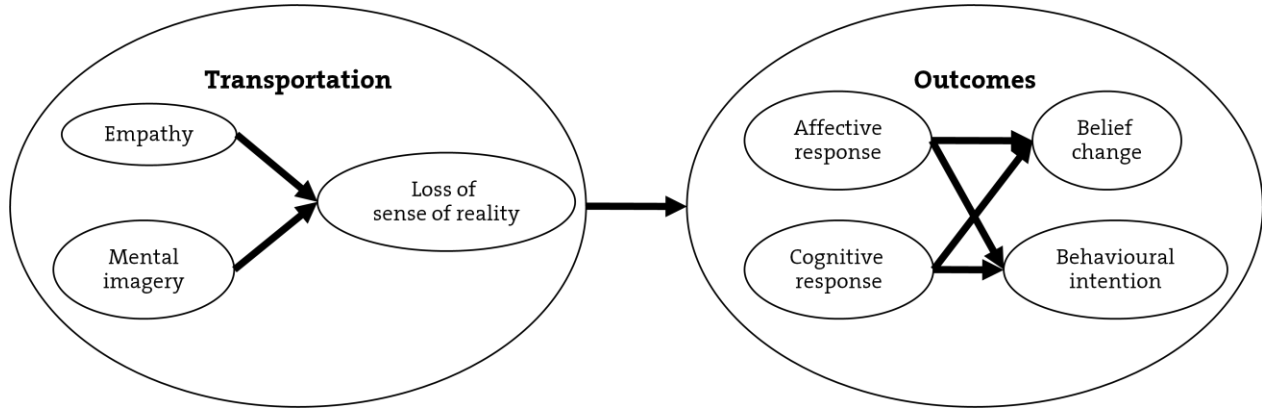 Transportation
Empathy
Mental
imagery
Loss of
sense of reality
Outcomes
Affective
response
Cognitive
response
Belief
change
Behavioural
intention